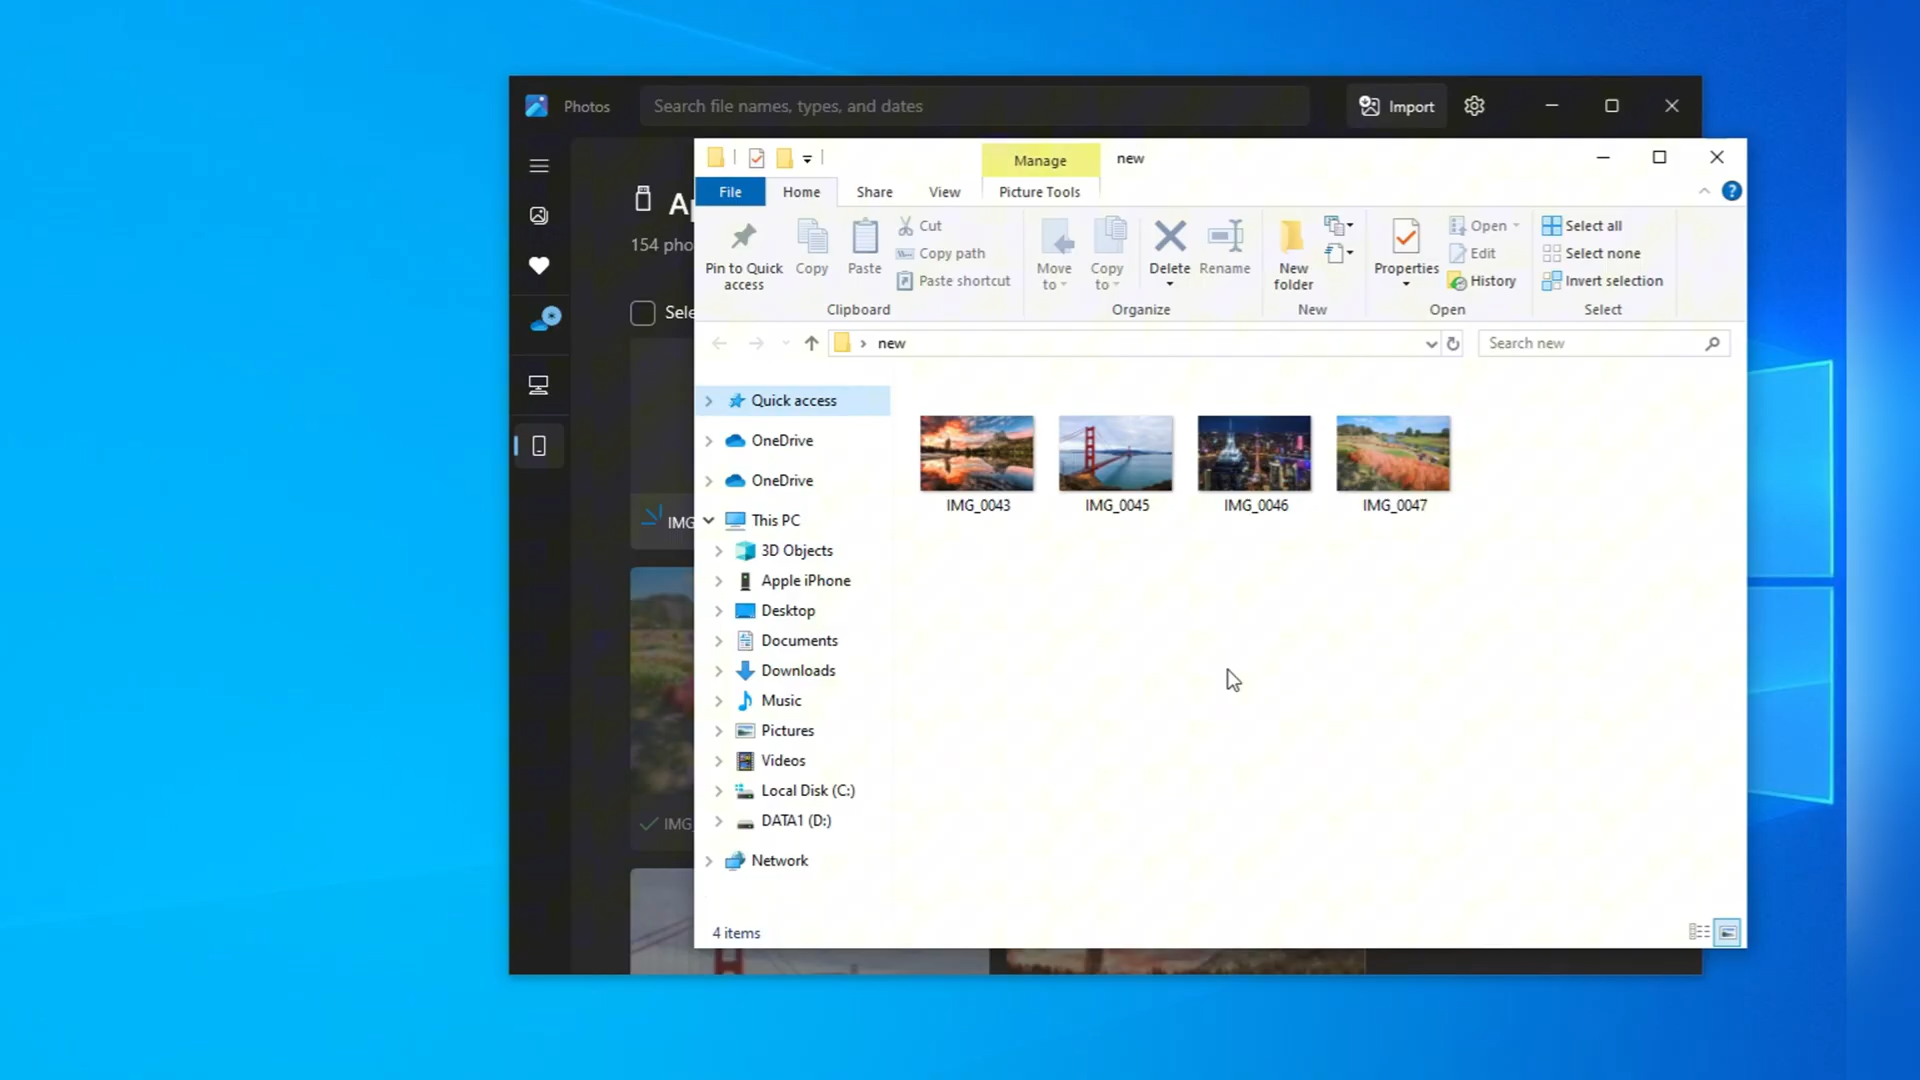 Photos
Search file names, types, and dates
Import
Manage
new
File
Home
Share
View
Picture Tools
Pin to Quick access
Copy
Paste
Cut
Copy path
Paste shortcut
Clipboard
Move to
Copy to
Delete
Rename
Organize
New folder
New
Properties
Open
Edit
History
Open
Select all
Select none
Invert selection
Select
154 pho
Sele
new
Search new
Quick access
OneDrive
OneDrive
This PC
3D Objects
Apple iPhone
Desktop
Documents
Downloads
Music
Pictures
Videos
Local Disk (C:)
DATA1 (D:)
Network
IMG_0043
IMG_0045
IMG_0046
IMG_0047
IMG
IMG_
4 items